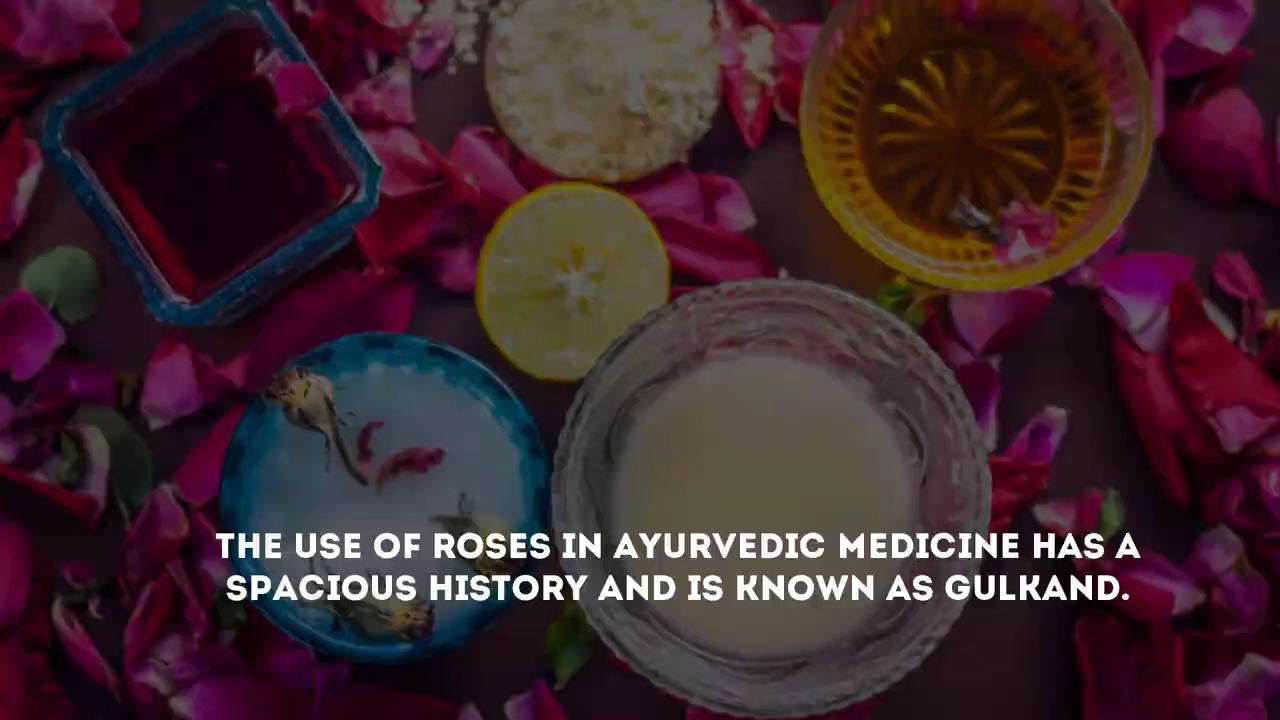 THE USE OF ROSES IN AYURVEDIC MEDICINE HAS A
SPACIOUS HISTORY AND IS KNOWN AS GULKAND.